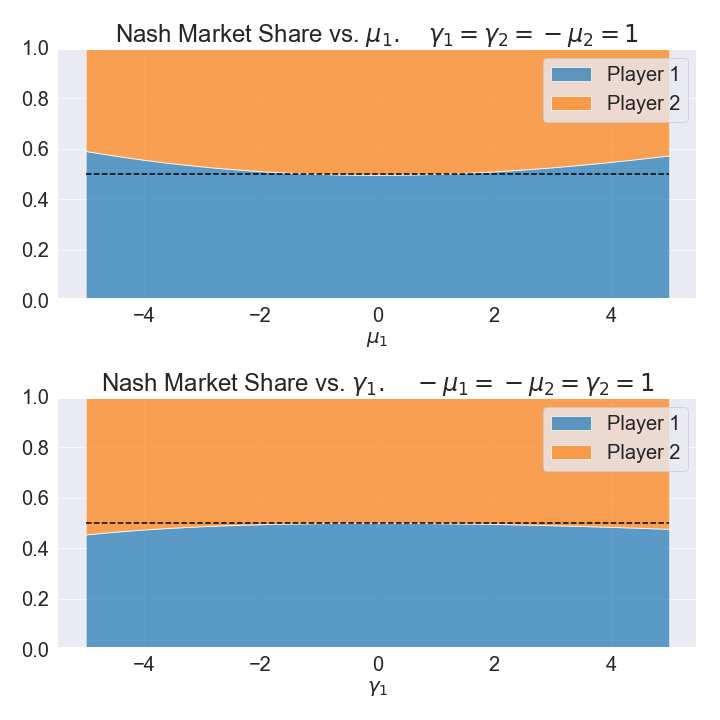 Nash Market Share vs. μ₁. γ₁ = γ₂ = −μ₂ = 1
1.0
Player 1
0.8
Player 2
0.6
0.4
0.2
0.0
−4 −2 0 2 4
μ₁
Nash Market Share vs. γ₁. −μ₁ = −μ₂ = γ₂ = 1
1.0
Player 1
0.8
Player 2
0.6
0.4
0.2
0.0
−4 −2 0 2 4
γ₁